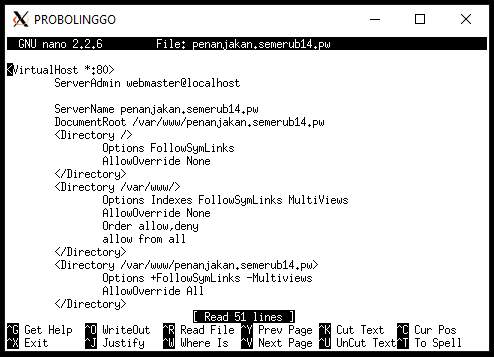 PROBOLINGGO
GNU nano 2.2.6 File: penanjakan.semerub14.pw
<VirtualHost *:80>
ServerAdmin webmaster@localhost
ServerName penanjakan.semerub14.pw
DocumentRoot /var/www/penanjakan.semerub14.pw
<Directory />
Options FollowSymLinks
AllowOverride None
</Directory>
<Directory /var/www/>
Options Indexes FollowSymLinks MultiViews
AllowOverride None
Order allow,deny
allow from all
</Directory>
<Directory /var/www/penanjakan.semerub14.pw>
Options +FollowSymLinks -Multiviews
AllowOverride All
</Directory>
[ Read 51 lines ]
^G Get Help ^O WriteOut ^R Read File ^Y Prev Page ^K Cut Text ^C Cur Pos
^X Exit ^J Justify ^W Where Is ^V Next Page ^U UnCut Text ^T To Spell